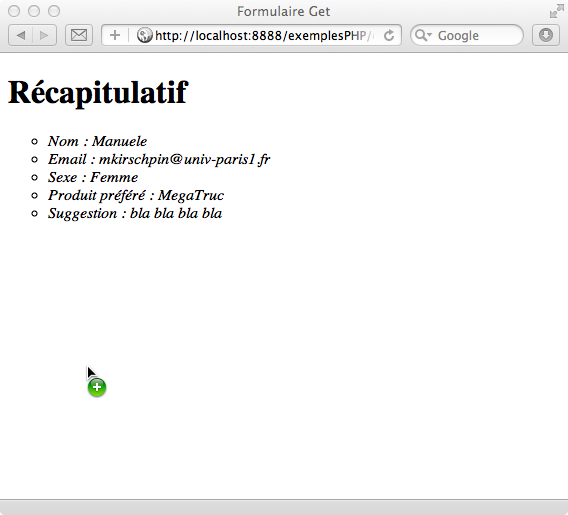 Formulaire Get
http://localhost:8888/exemplesPHP/
Google
Récapitulatif
Nom : Manuele
Email : mkirschpin@univ-paris1.fr
Sexe : Femme
Produit préféré : MegaTruc
Suggestion : bla bla bla bla